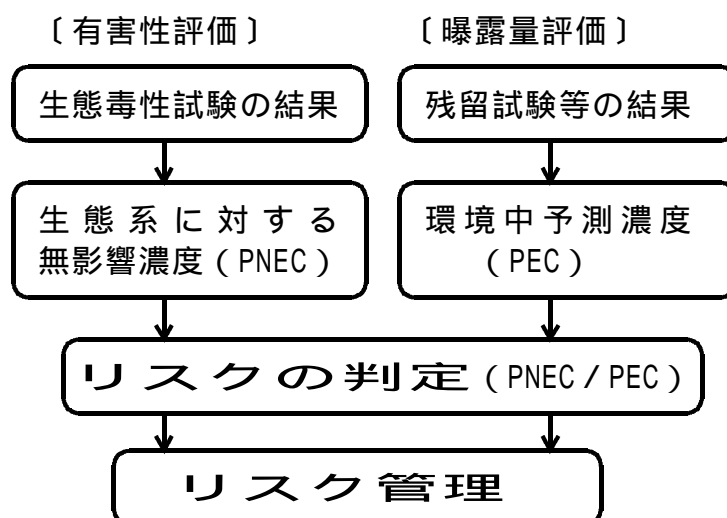 〔有害性評価〕
〔曝露量評価〕
生態毒性試験の結果
残留試験等の結果
生態系に対する
無影響濃度(PNEC)
環境中予測濃度
(PEC)
リスクの判定(PNEC/PEC)
リスク管理